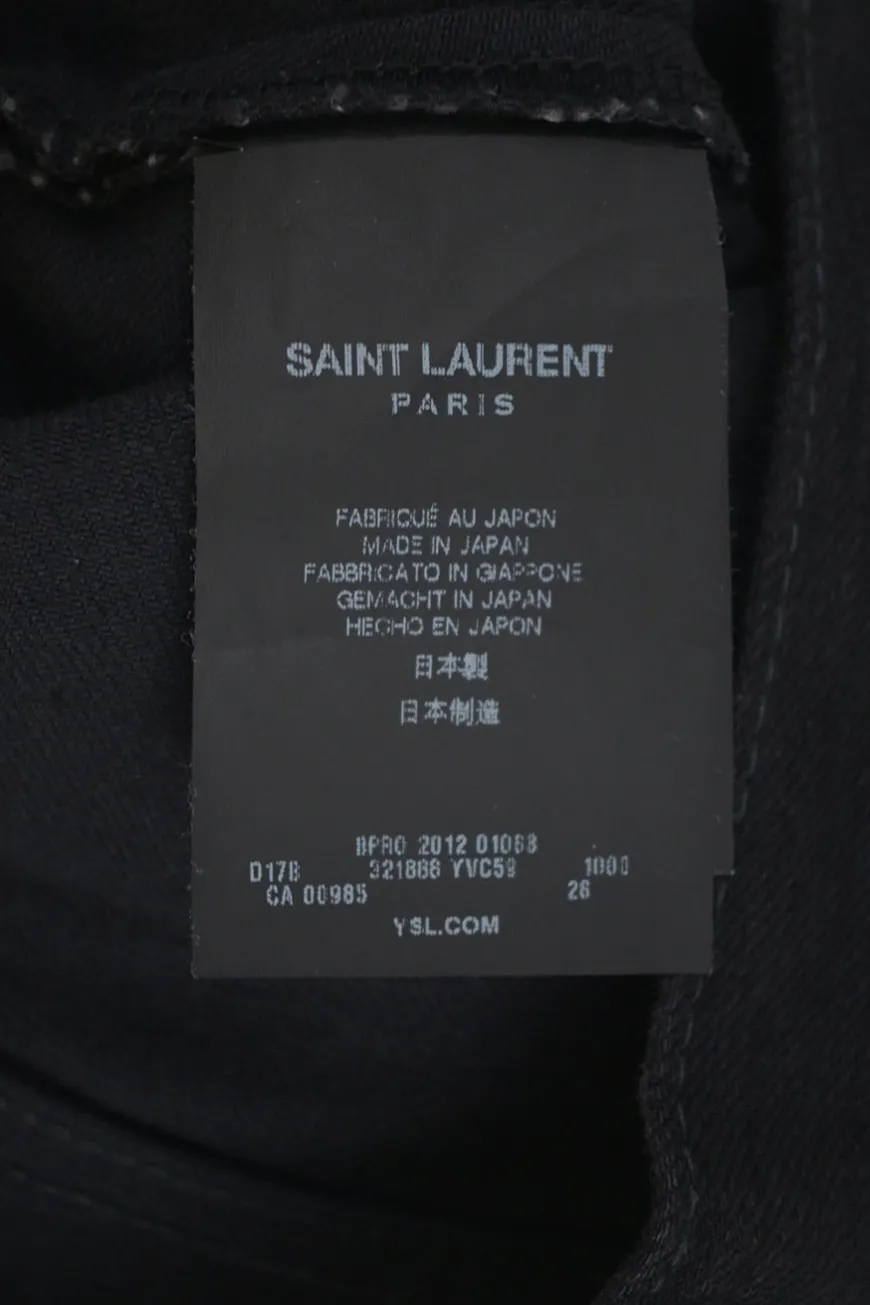 SAINT LAURENT
PARIS
FABRIQUÉ AU JAPON
MADE IN JAPAN
FABBRICATO IN GIAPPONE
GEMACHT IN JAPAN
HECHO EN JAPON
日本製
日本制造
BPRO 2012 01068
D17B 321868 YVC59 1000
CA 00985 26
YSL.COM